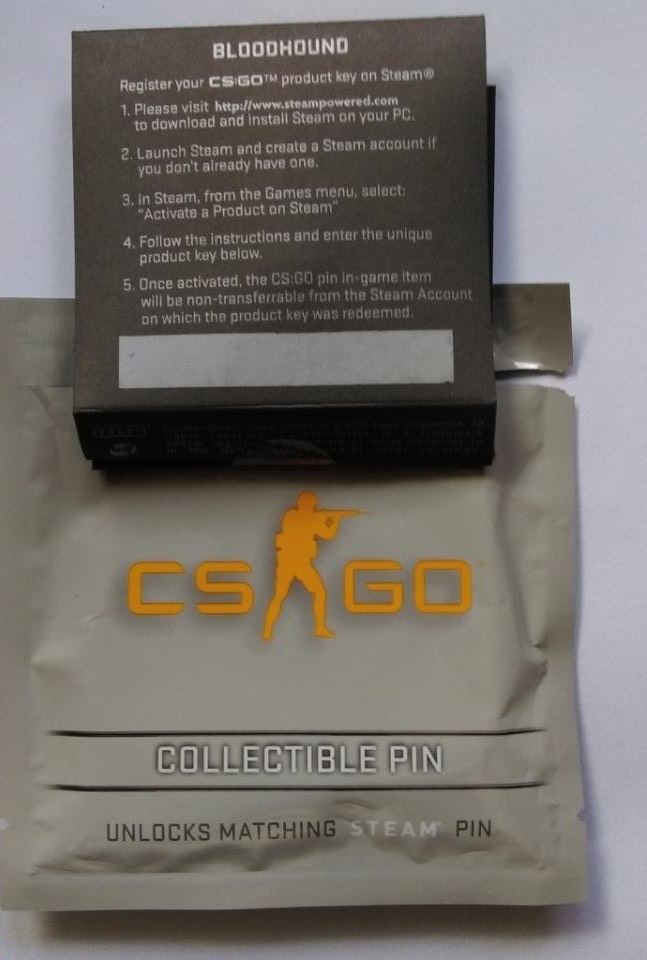 BLOODHOUND
Register your CS:GO™ product key on Steam®
1. Please visit http://www.steampowered.com
to download and install Steam on your PC.
2. Launch Steam and create a Steam account if
you don't already have one.
3. In Steam, from the Games menu, select:
"Activate a Product on Steam"
4. Follow the instructions and enter the unique
product key below.
5. Once activated, the CS:GO pin in-game item
will be non-transferrable from the Steam Account
on which the product key was redeemed.
VALVE
CS GO™
COLLECTIBLE PIN
UNLOCKS MATCHING STEAM® PIN